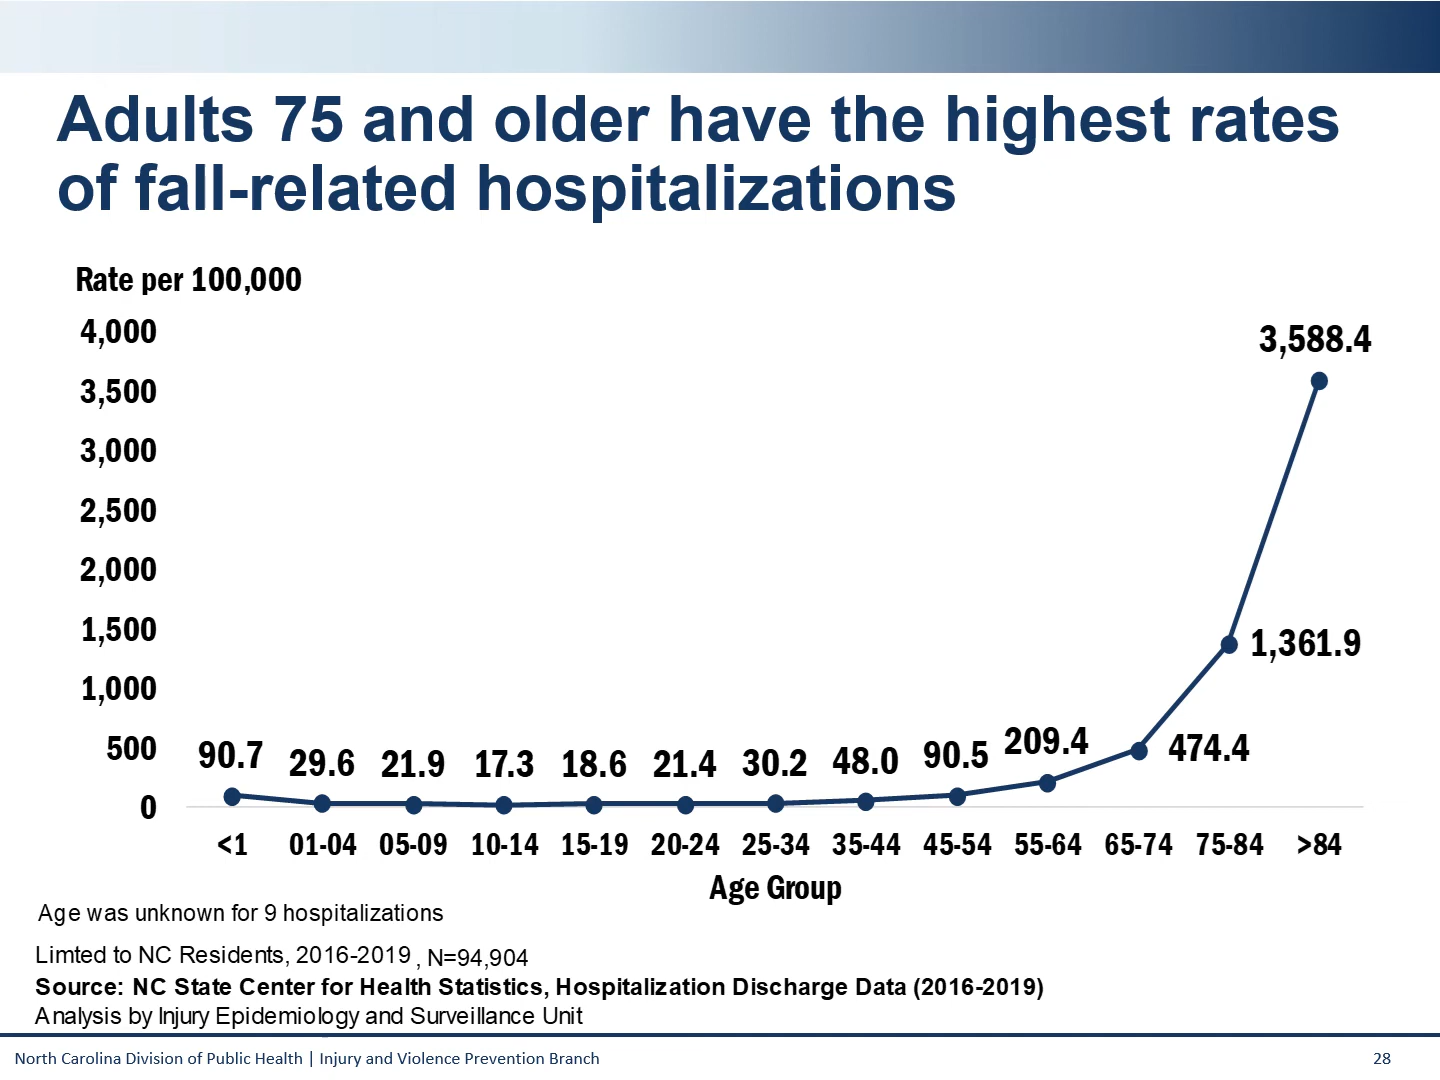 Adults 75 and older have the highest rates
of fall-related hospitalizations
Rate per 100,000
4,000
3,500
3,000
2,500
2,000
1,500
1,000
500
0
90.7 29.6 21.9 17.3 18.6 21.4 30.2 48.0 90.5 209.4 474.4 1,361.9 3,588.4
<1 01-04 05-09 10-14 15-19 20-24 25-34 35-44 45-54 55-64 65-74 75-84 >84
Age Group
Age was unknown for 9 hospitalizations
Limted to NC Residents, 2016-2019 , N=94,904
Source: NC State Center for Health Statistics, Hospitalization Discharge Data (2016-2019)
Analysis by Injury Epidemiology and Surveillance Unit
North Carolina Division of Public Health | Injury and Violence Prevention Branch 28